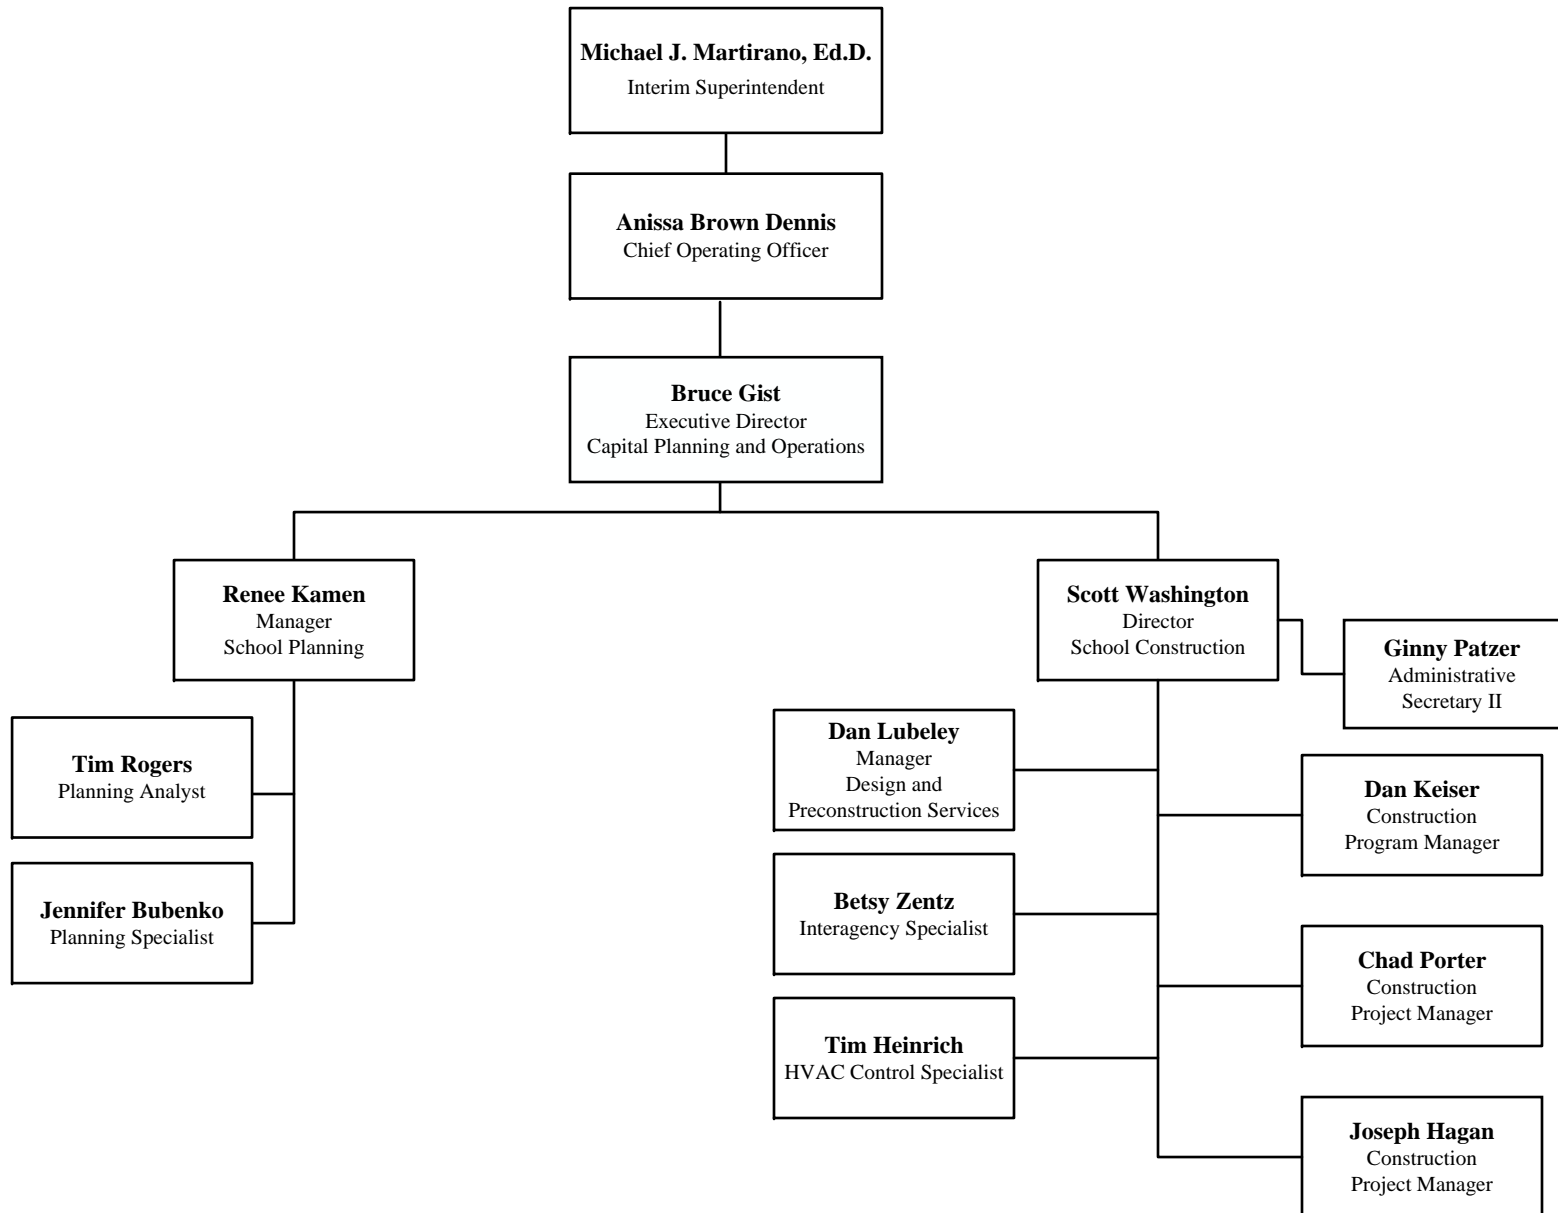 Michael J. Martirano, Ed.D.
Interim Superintendent
Anissa Brown Dennis
Chief Operating Officer
Bruce Gist
Executive Director
Capital Planning and Operations
Renee Kamen
Manager
School Planning
Tim Rogers
Planning Analyst
Jennifer Bubenko
Planning Specialist
Scott Washington
Director
School Construction
Ginny Patzer
Administrative
Secretary II
Dan Lubeley
Manager
Design and
Preconstruction Services
Betsy Zentz
Interagency Specialist
Tim Heinrich
HVAC Control Specialist
Dan Keiser
Construction
Program Manager
Chad Porter
Construction
Project Manager
Joseph Hagan
Construction
Project Manager